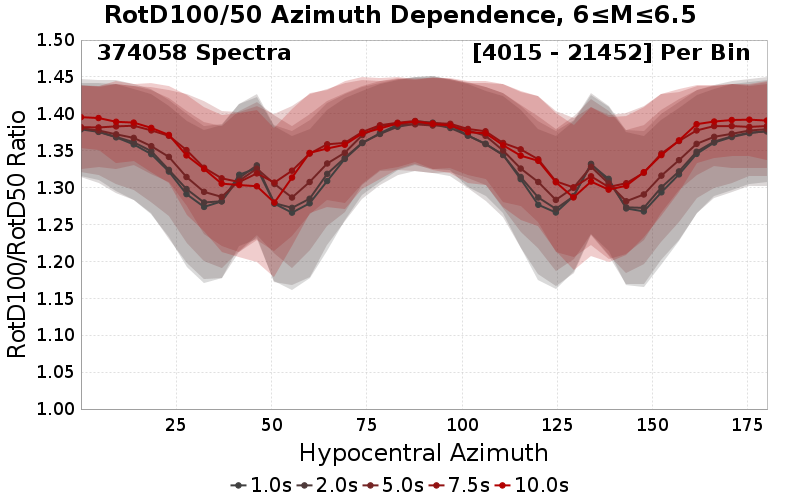 RotD100/50 Azimuth Dependence, 6≤M≤6.5
374058 Spectra
[4015 - 21452] Per Bin
RotD100/RotD50 Ratio
1.50
1.45
1.40
1.35
1.30
1.25
1.20
1.15
1.10
1.05
1.00
25 50 75 100 125 150 175
Hypocentral Azimuth
1.0s 2.0s 5.0s 7.5s 10.0s